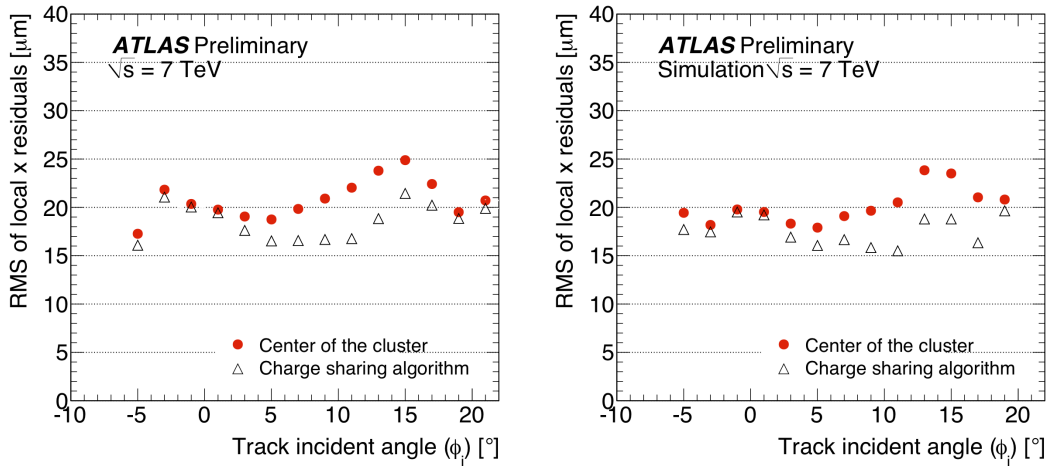 RMS of local x residuals [μm]
40
35
30
25
20
15
10
5
0
ATLAS Preliminary
√s = 7 TeV
Center of the cluster
Charge sharing algorithm
-10 -5 0 5 10 15 20
Track incident angle (ϕi) [°]
RMS of local x residuals [μm]
40
35
30
25
20
15
10
5
0
ATLAS Preliminary
Simulation √s = 7 TeV
Center of the cluster
Charge sharing algorithm
-10 -5 0 5 10 15 20
Track incident angle (ϕi) [°]